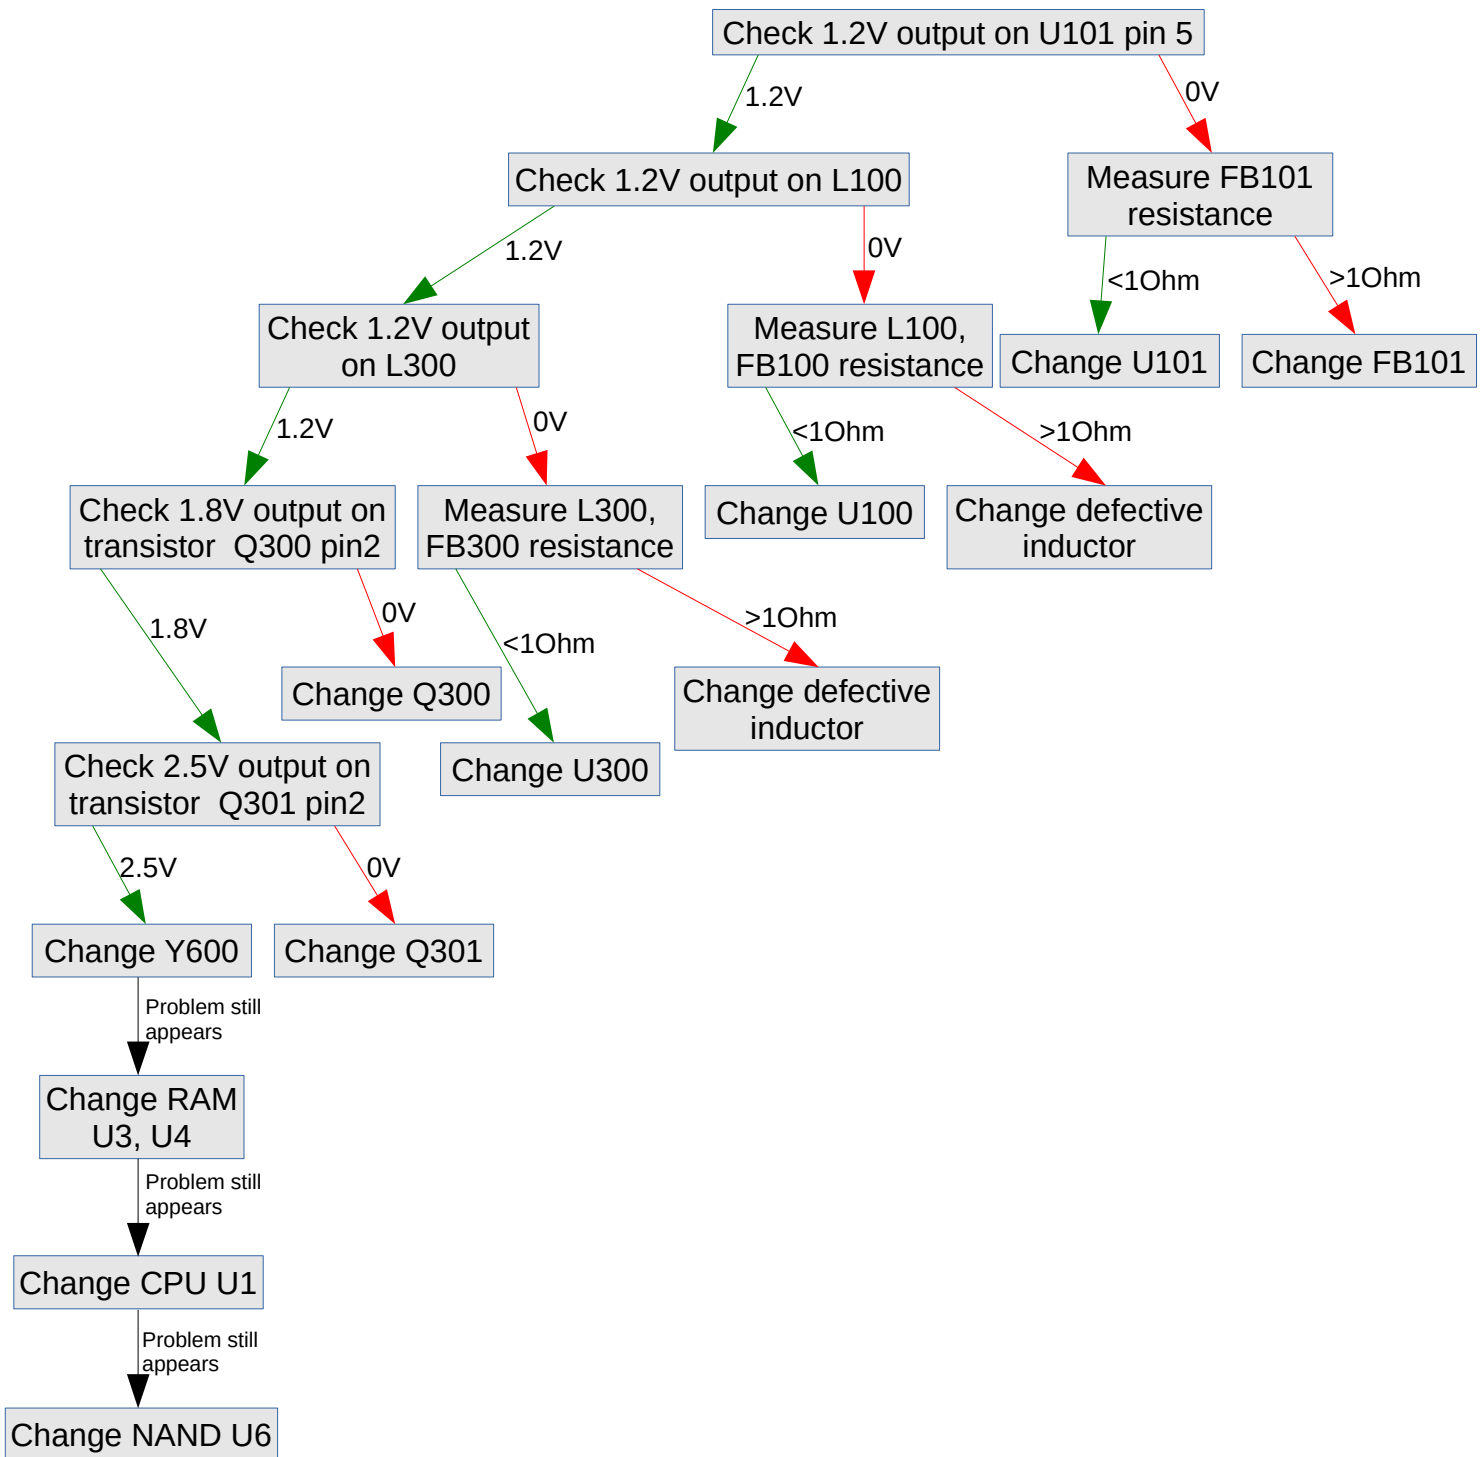 Check 1.2V output on U101 pin 5
1.2V
0V
Check 1.2V output on L100
Measure FB101
resistance
1.2V
0V
<1Ohm
>1Ohm
Check 1.2V output
on L300
Measure L100,
FB100 resistance
Change U101
Change FB101
1.2V
0V
<1Ohm
>1Ohm
Check 1.8V output on
transistor  Q300 pin2
Measure L300,
FB300 resistance
Change U100
Change defective
inductor
1.8V
0V
<1Ohm
>1Ohm
Change Q300
Change defective
inductor
Check 2.5V output on
transistor  Q301 pin2
Change U300
2.5V
0V
Change Y600
Change Q301
Problem still
appears
Change RAM
U3, U4
Problem still
appears
Change CPU U1
Problem still
appears
Change NAND U6